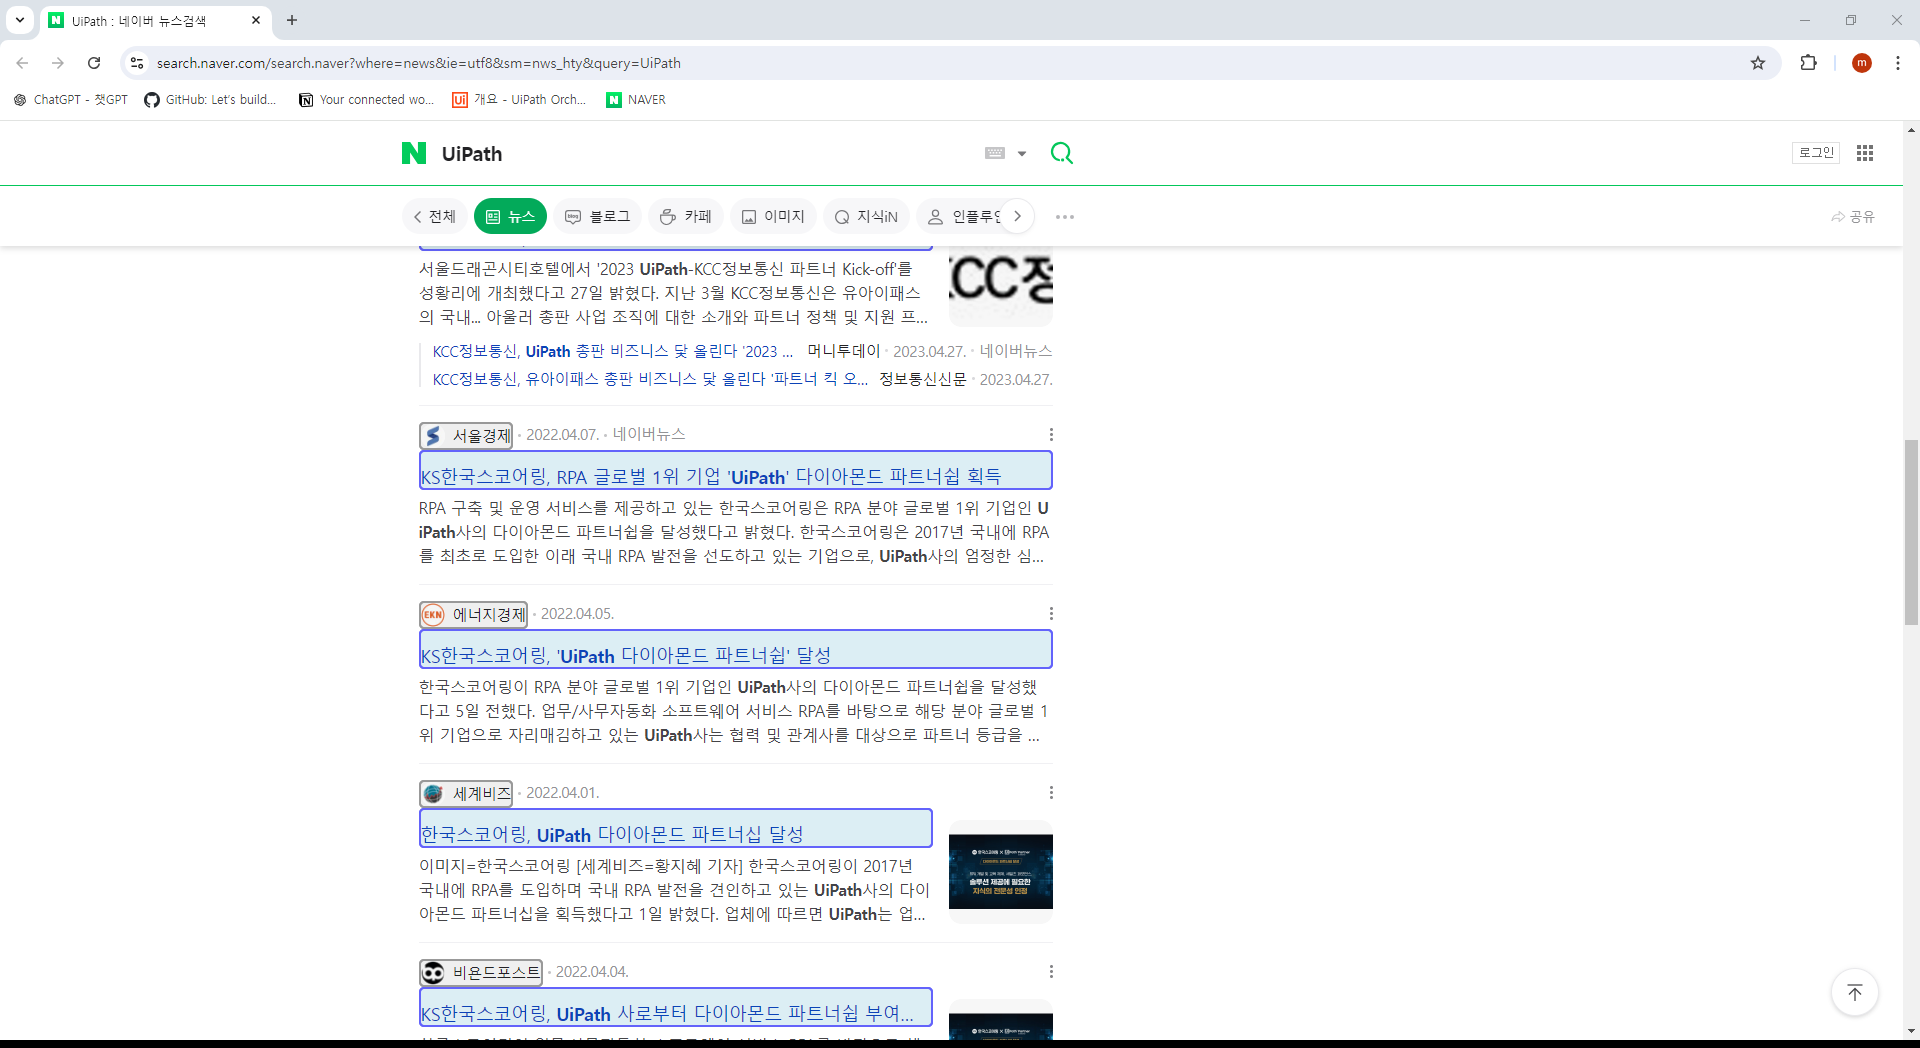 UiPath : 네이버 뉴스검색
search.naver.com/search.naver?where=news&ie=utf8&sm=nws_hty&query=UiPath
m
ChatGPT - 챗GPT
GitHub: Let's build...
Your connected wo...
Ui 개요 - UiPath Orch...
N NAVER
N UiPath
로그인
전체
뉴스
blog 블로그
카페
이미지
지식iN
인플루언
공유
서울드래곤시티호텔에서 '2023 UiPath-KCC정보통신 파트너 Kick-off'를
성황리에 개최했다고 27일 밝혔다. 지난 3월 KCC정보통신은 유아이패스
의 국내... 아울러 총판 사업 조직에 대한 소개와 파트너 정책 및 지원 프...
KCC정
KCC정보통신, UiPath 총판 비즈니스 닻 올린다 '2023 ... 머니투데이 · 2023.04.27. · 네이버뉴스
KCC정보통신, 유아이패스 총판 비즈니스 닻 올린다 '파트너 킥 오... 정보통신신문 · 2023.04.27.
서울경제 · 2022.04.07. · 네이버뉴스
KS한국스코어링, RPA 글로벌 1위 기업 'UiPath' 다이아몬드 파트너쉽 획득
RPA 구축 및 운영 서비스를 제공하고 있는 한국스코어링은 RPA 분야 글로벌 1위 기업인 U
iPath사의 다이아몬드 파트너쉽을 달성했다고 밝혔다. 한국스코어링은 2017년 국내에 RPA
를 최초로 도입한 이래 국내 RPA 발전을 선도하고 있는 기업으로, UiPath사의 엄정한 심...
EKN 에너지경제 · 2022.04.05.
KS한국스코어링, 'UiPath 다이아몬드 파트너쉽' 달성
한국스코어링이 RPA 분야 글로벌 1위 기업인 UiPath사의 다이아몬드 파트너쉽을 달성했
다고 5일 전했다. 업무/사무자동화 소프트웨어 서비스 RPA를 바탕으로 해당 분야 글로벌 1
위 기업으로 자리매김하고 있는 UiPath사는 협력 및 관계사를 대상으로 파트너 등급을 ...
세계비즈 · 2022.04.01.
한국스코어링, UiPath 다이아몬드 파트너십 달성
이미지=한국스코어링 [세계비즈=황지혜 기자] 한국스코어링이 2017년
국내에 RPA를 도입하며 국내 RPA 발전을 견인하고 있는 UiPath사의 다이
아몬드 파트너십을 획득했다고 1일 밝혔다. 업체에 따르면 UiPath는 업...
솔루션 제공에 필요한
지식의 전문성 인정
비욘드포스트 · 2022.04.04.
KS한국스코어링, UiPath 사로부터 다이아몬드 파트너쉽 부여...